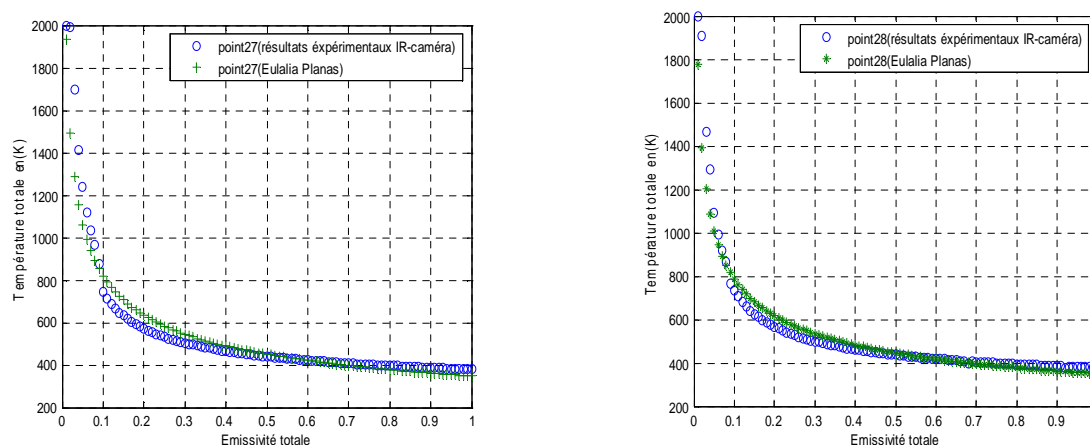 2000
1800
1600
1400
1200
1000
800
600
400
200
Température totale en(K)
0 0.1 0.2 0.3 0.4 0.5 0.6 0.7 0.8 0.9 1
Emissivité totale
point27(résultats éxpérimentaux IR-caméra)
point27(Eulalia Planas)
2000
1800
1600
1400
1200
1000
800
600
400
200
Température totale en(K)
0 0.1 0.2 0.3 0.4 0.5 0.6 0.7 0.8 0.9
Emissivité totale
point28(résultats éxpérimentaux IR-caméra)
point28(Eulalia Planas)